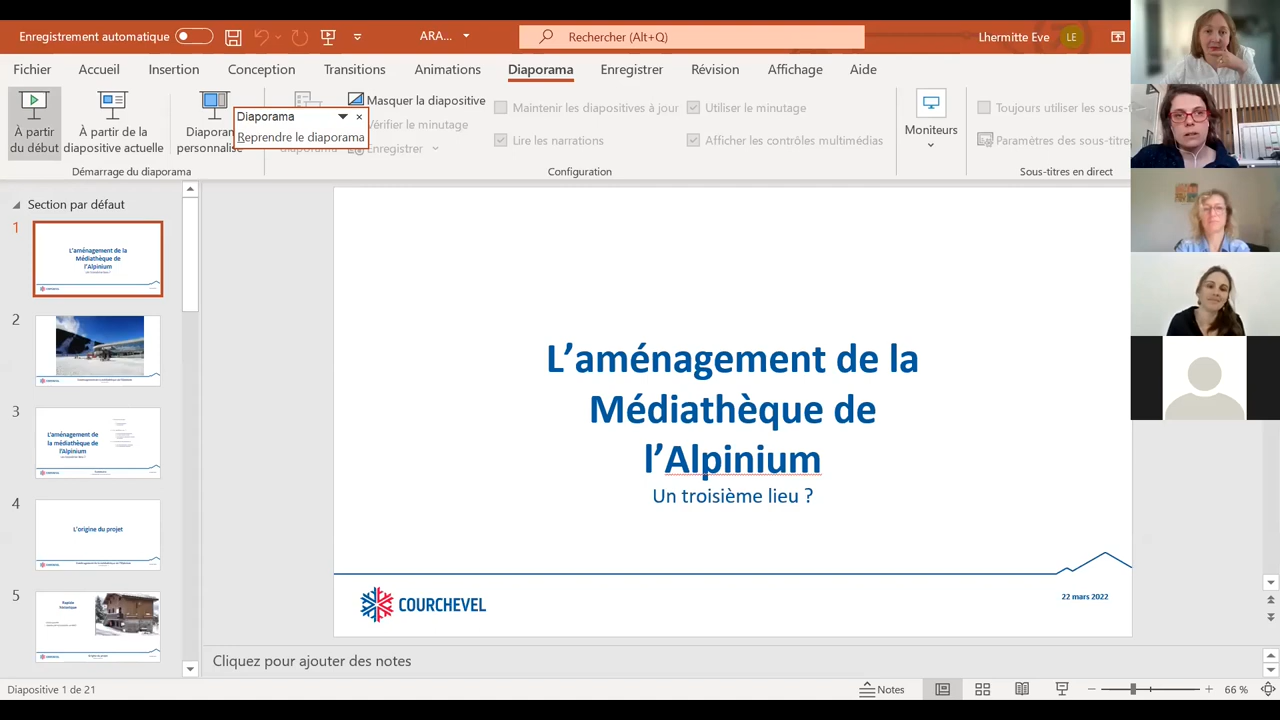 Enregistrement automatique
ARA...
Rechercher (Alt+Q)
Lhermitte Eve
LE
Fichier
Accueil
Insertion
Conception
Transitions
Animations
Diaporama
Enregistrer
Révision
Affichage
Aide
À partir
du début
À partir de la
diapositive actuelle
Diaporam
personnalisé
Diaporama
Reprendre le diaporama
Masquer la diapositive
Vérifier le minutage
Enregistrer
Maintenir les diapositives à jour
Lire les narrations
Utiliser le minutage
Afficher les contrôles multimédias
Moniteurs
Toujours utiliser les sous-t
Paramètres des sous-titres
Démarrage du diaporama
Configuration
Sous-titres en direct
Section par défaut
1
L'aménagement de la
Médiathèque de
l'Alpinium
2
3
L'aménagement de
la médiathèque de
l'Alpinium
4
L'origine du projet
5
L'aménagement de la
Médiathèque de
l'Alpinium
Un troisième lieu ?
COURCHEVEL
22 mars 2022
Cliquez pour ajouter des notes
Diapositive 1 de 21
Notes
66 %